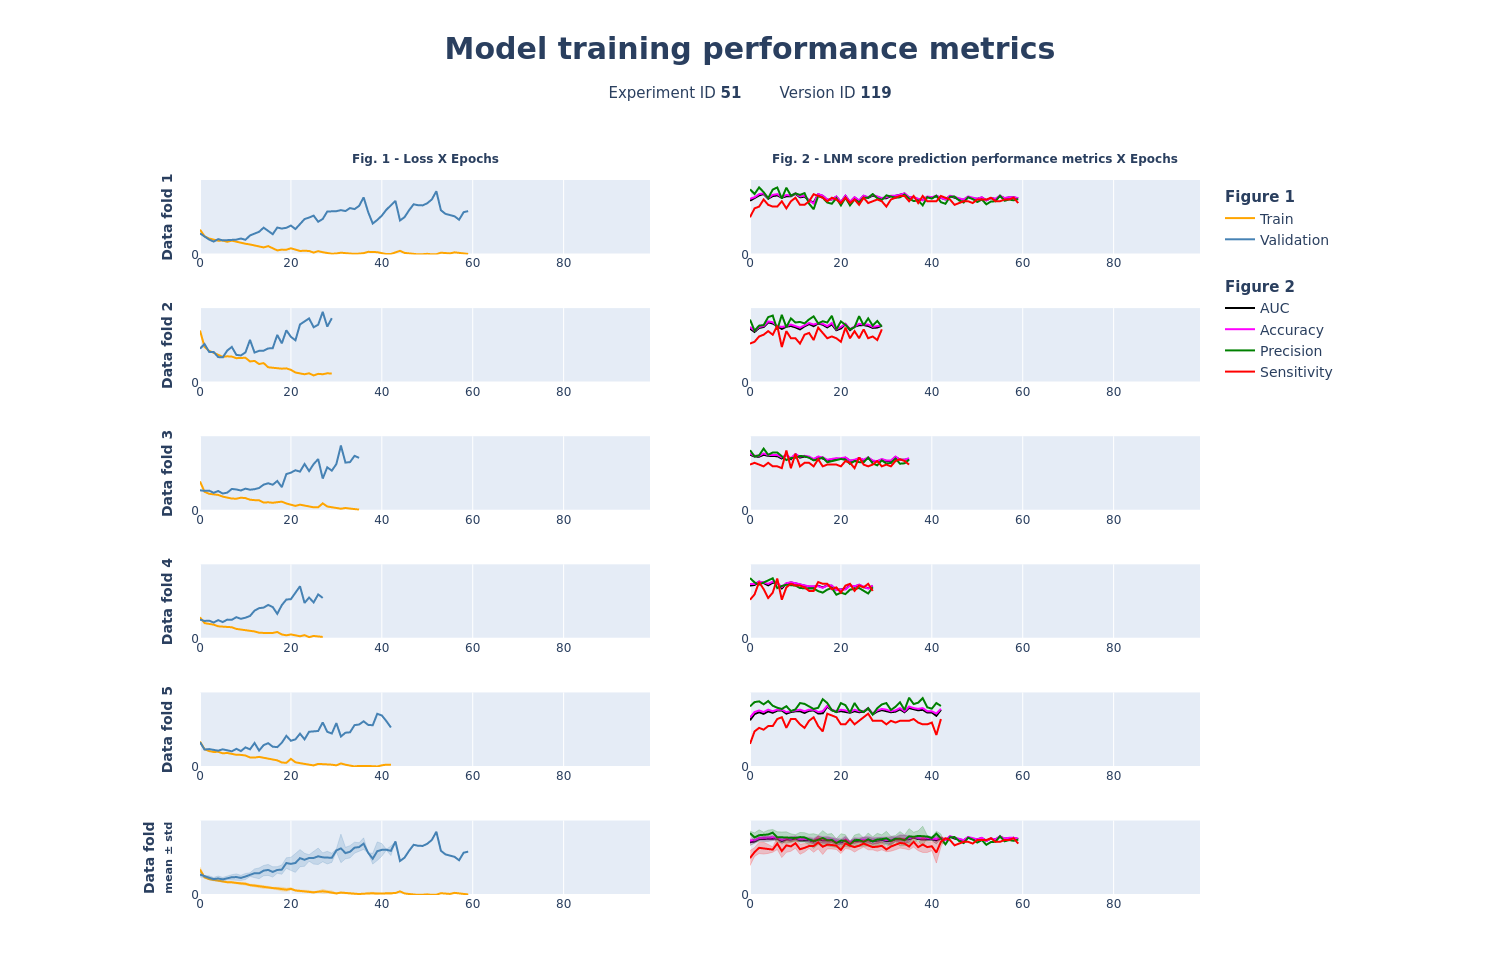 Model training performance metrics
Experiment ID 51 Version ID 119
Fig. 1 - Loss X Epochs
Fig. 2 - LNM score prediction performance metrics X Epochs
Data fold 1
0
0 20 40 60 80
0
0 20 40 60 80
Data fold 2
0
0 20 40 60 80
0
0 20 40 60 80
Data fold 3
0
0 20 40 60 80
0
0 20 40 60 80
Data fold 4
0
0 20 40 60 80
0
0 20 40 60 80
Data fold 5
0
0 20 40 60 80
0
0 20 40 60 80
Data fold
mean ± std
0
0 20 40 60 80
0
0 20 40 60 80
Figure 1
Train
Validation
Figure 2
AUC
Accuracy
Precision
Sensitivity